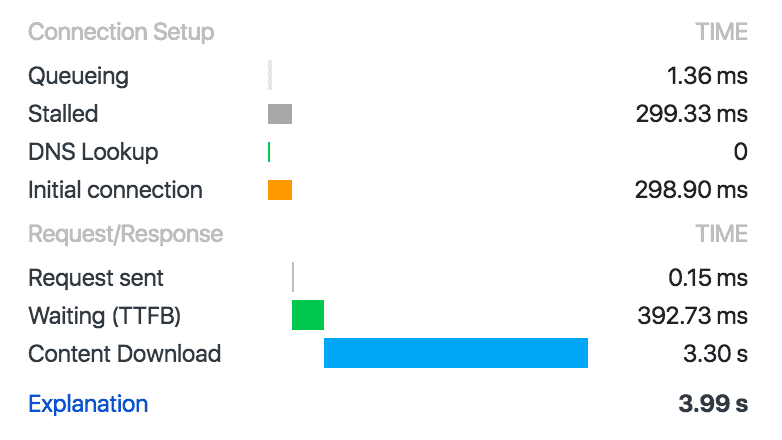 Connection Setup TIME
Queueing 1.36 ms
Stalled 299.33 ms
DNS Lookup 0
Initial connection 298.90 ms
Request/Response TIME
Request sent 0.15 ms
Waiting (TTFB) 392.73 ms
Content Download 3.30 s
Explanation 3.99 s